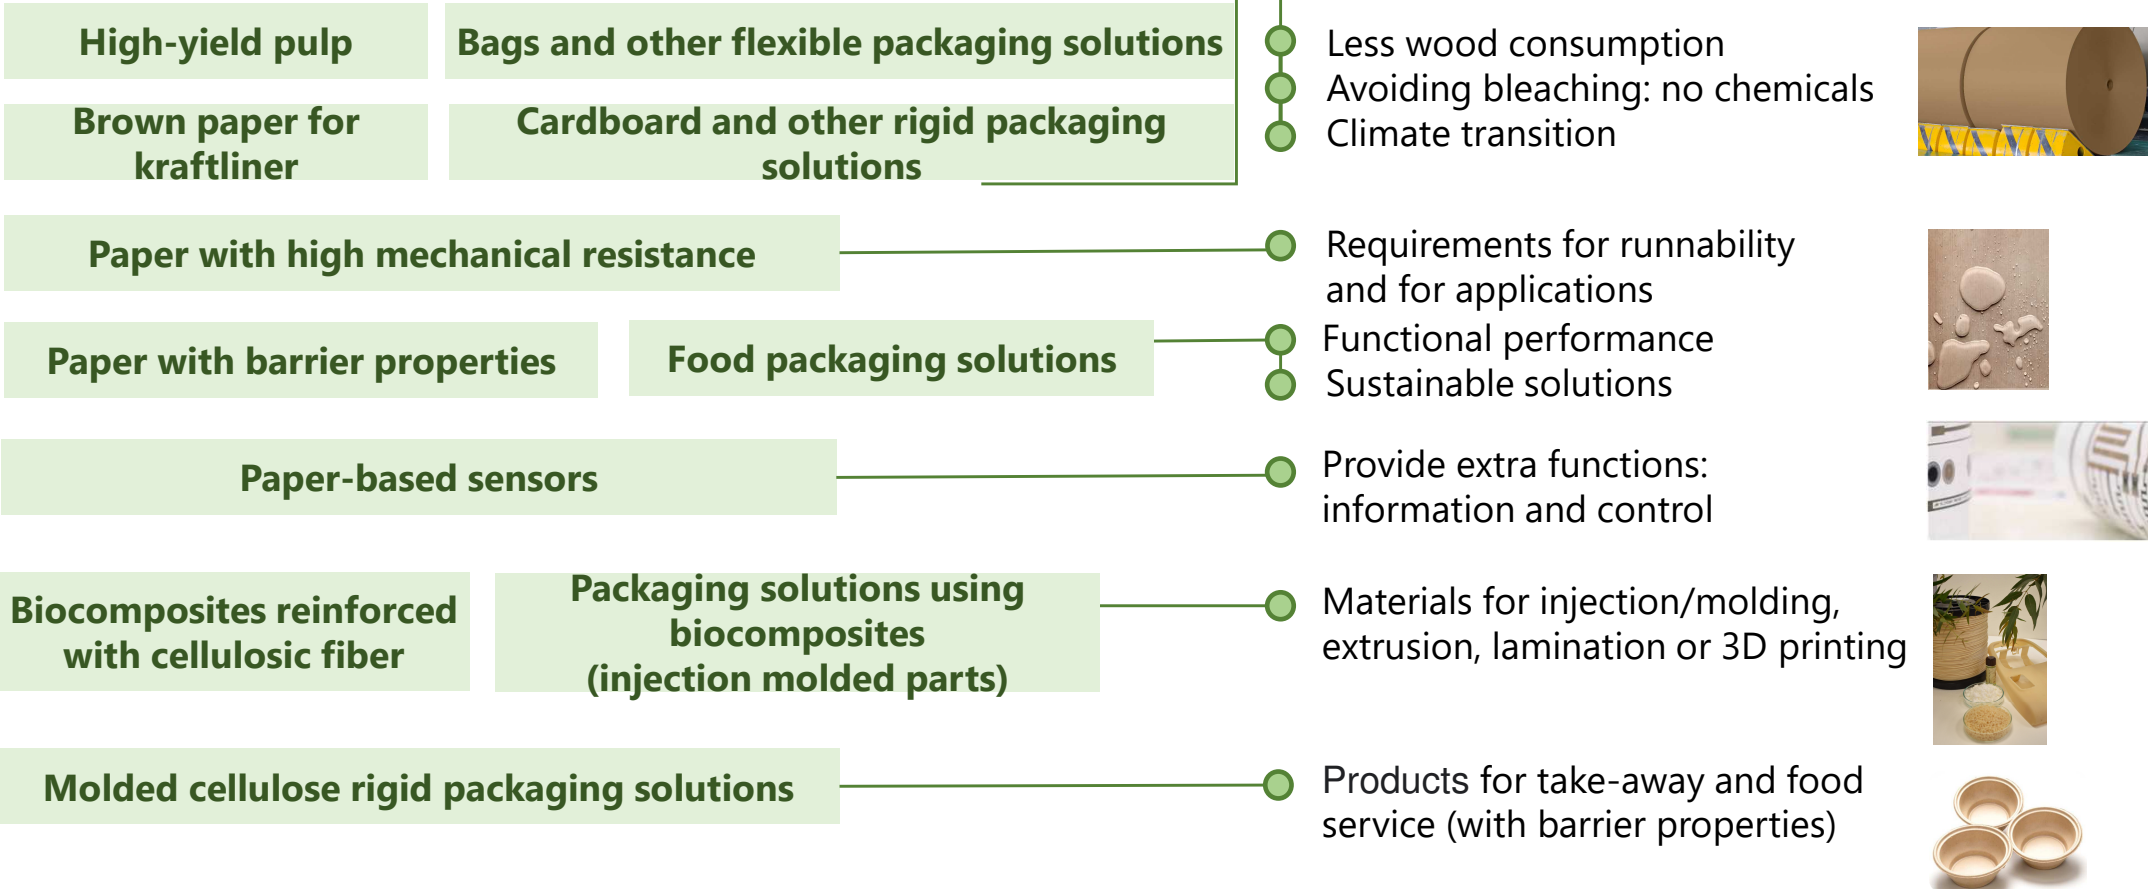 High-yield pulp
Bags and other flexible packaging solutions
Less wood consumption
Avoiding bleaching: no chemicals
Climate transition
Brown paper for
kraftliner
Cardboard and other rigid packaging
solutions
Paper with high mechanical resistance
Requirements for runnability
and for applications
Paper with barrier properties
Food packaging solutions
Functional performance
Sustainable solutions
Paper-based sensors
Provide extra functions:
information and control
Biocomposites reinforced
with cellulosic fiber
Packaging solutions using
biocomposites
(injection molded parts)
Materials for injection/molding,
extrusion, lamination or 3D printing
Molded cellulose rigid packaging solutions
Products for take-away and food
service (with barrier properties)